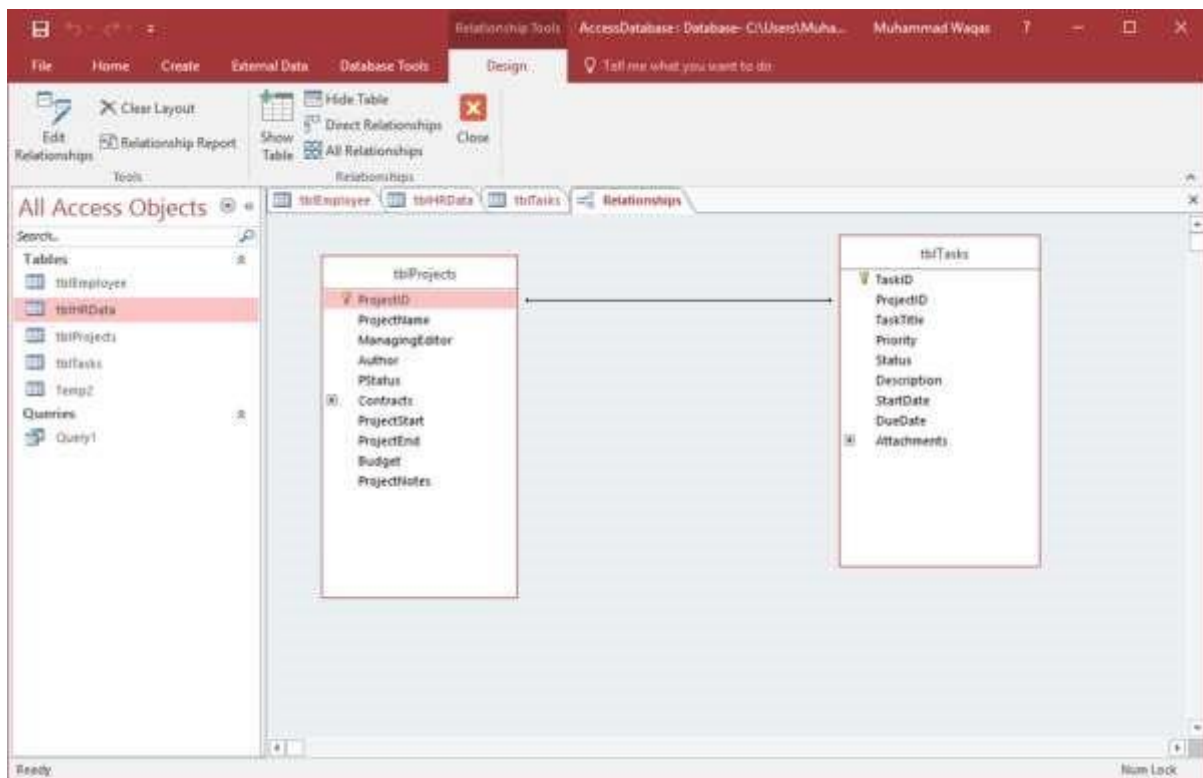 Relationship Tools
AccessDatabase: Database- C:\Users\Muha...
Muhammad Waqas
?
File
Home
Create
External Data
Database Tools
Design
Tell me what you want to do
Edit Relationships
Clear Layout
Relationship Report
Tools
Show Table
Hide Table
Direct Relationships
All Relationships
Relationships
Close
All Access Objects
Search...
Tables
tblEmployee
tblHRData
tblProjects
tblTasks
Temp2
Queries
Query1
tblEmployee
tblHRData
tblTasks
Relationships
tblProjects
ProjectID
ProjectName
ManagingEditor
Author
PStatus
Contracts
ProjectStart
ProjectEnd
Budget
ProjectNotes
tblTasks
TaskID
ProjectID
TaskTitle
Priority
Status
Description
StartDate
DueDate
Attachments
Ready
Num Lock